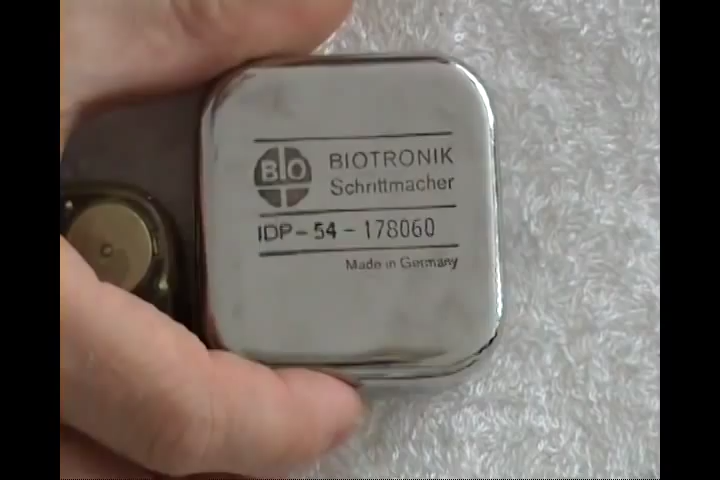 BIO
BIOTRONIK
Schrittmacher
IDP-54-178060
Made in Germany